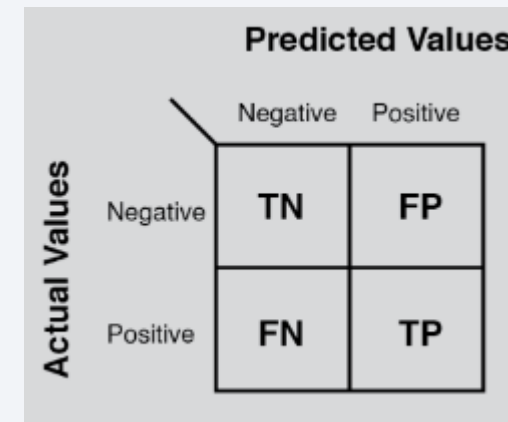 Predicted Values
Negative Positive
Actual Values
Negative TN FP
Positive FN TP